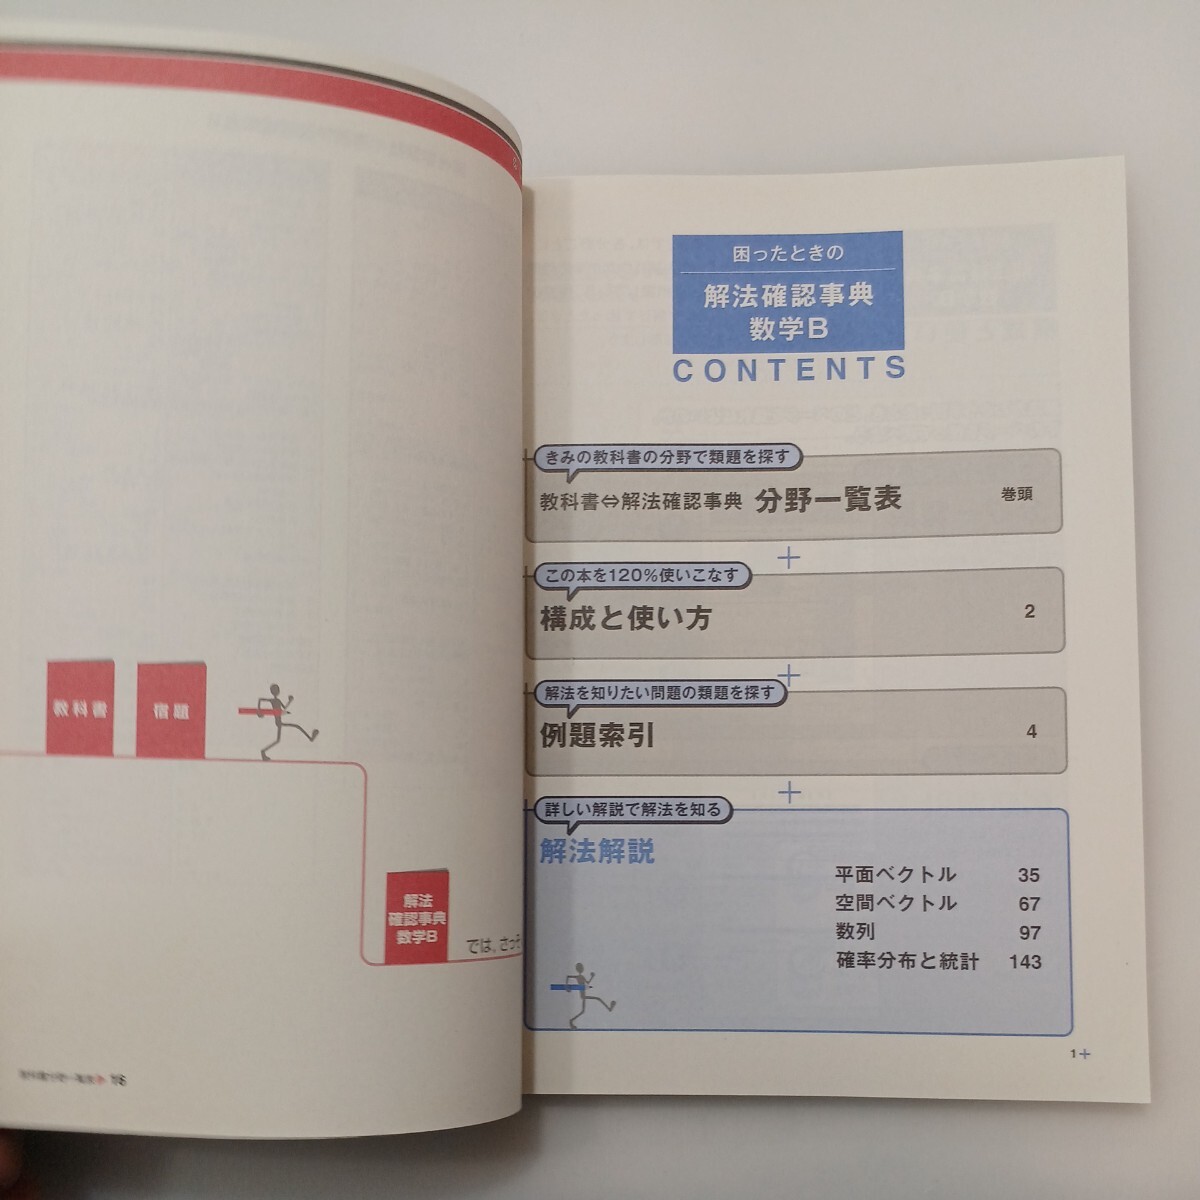 教科書
宿題
解法
確認事典
数学B
では、さっそ
16
困ったときの
解法確認事典
数学B
CONTENTS
きみの教科書の分野で類題を探す
教科書⇔解法確認事典 分野一覧表 巻頭
この本を120%使いこなす
構成と使い方 2
解法を知りたい問題の類題を探す
例題索引 4
詳しい解説で解法を知る
解法解説
平面ベクトル 35
空間ベクトル 67
数列 97
確率分布と統計 143
1+